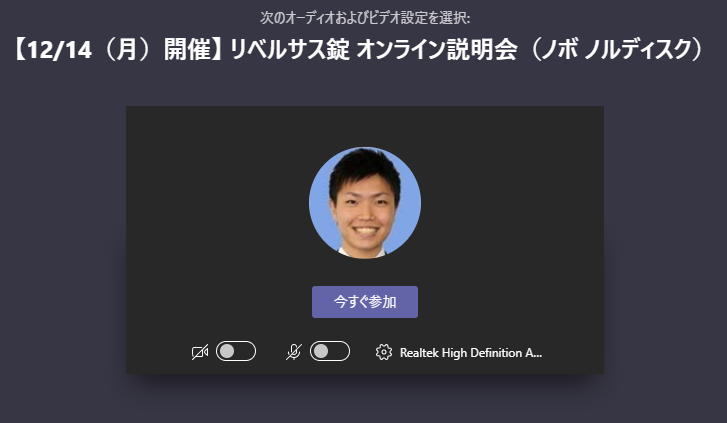 次のオーディオおよびビデオ設定を選択:
【12/14（月）開催】リベルサス錠 オンライン説明会（ノボ ノルディスク）
今すぐ参加
Realtek High Definition A...